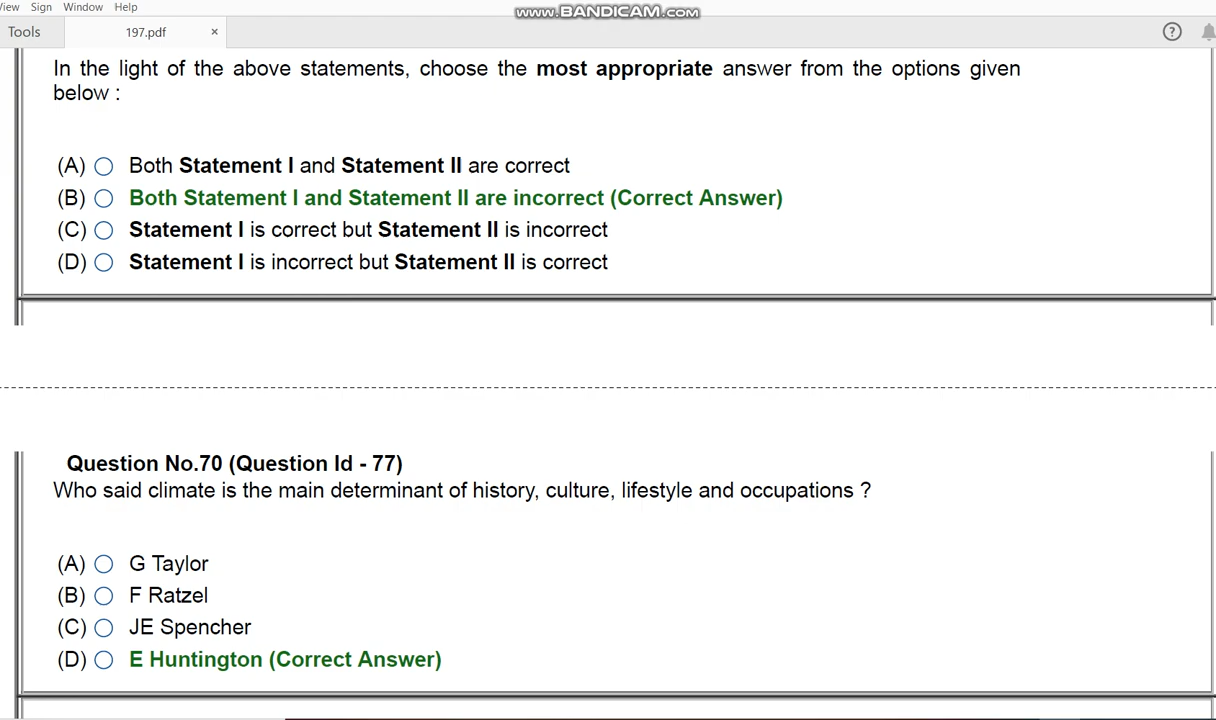 View Sign Window Help
www.BANDICAM.com
Tools 197.pdf × ?
In the light of the above statements, choose the most appropriate answer from the options given
below :
(A) Both Statement I and Statement II are correct
(B) Both Statement I and Statement II are incorrect (Correct Answer)
(C) Statement I is correct but Statement II is incorrect
(D) Statement I is incorrect but Statement II is correct
Question No.70 (Question Id - 77)
Who said climate is the main determinant of history, culture, lifestyle and occupations ?
(A) G Taylor
(B) F Ratzel
(C) JE Spencher
(D) E Huntington (Correct Answer)